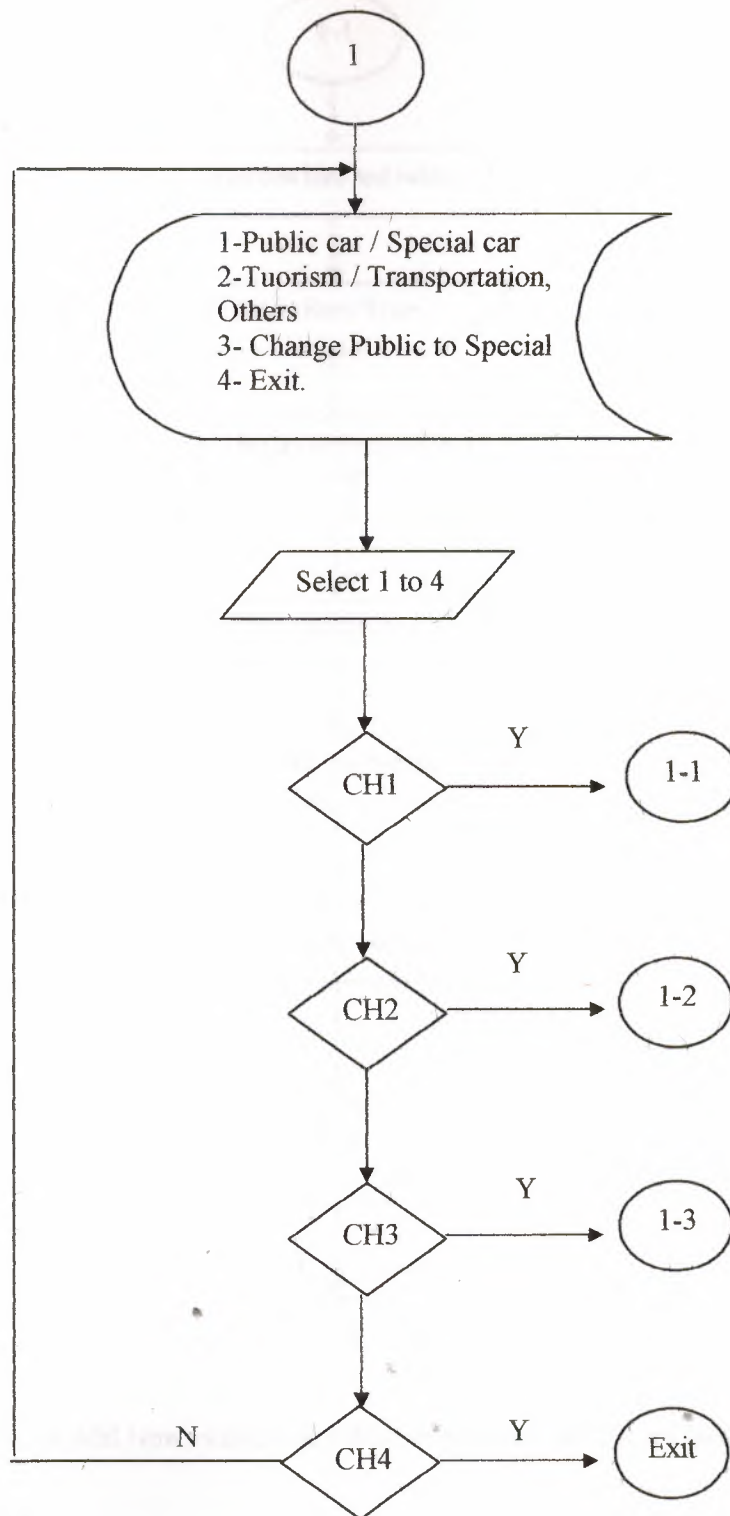 1
1-Public car / Special car
2-Tuorism / Transportation,
Others
3- Change Public to Special
4- Exit.
Select 1 to 4
CH1
Y
1-1
CH2
Y
1-2
CH3
Y
1-3
N
CH4
Y
Exit